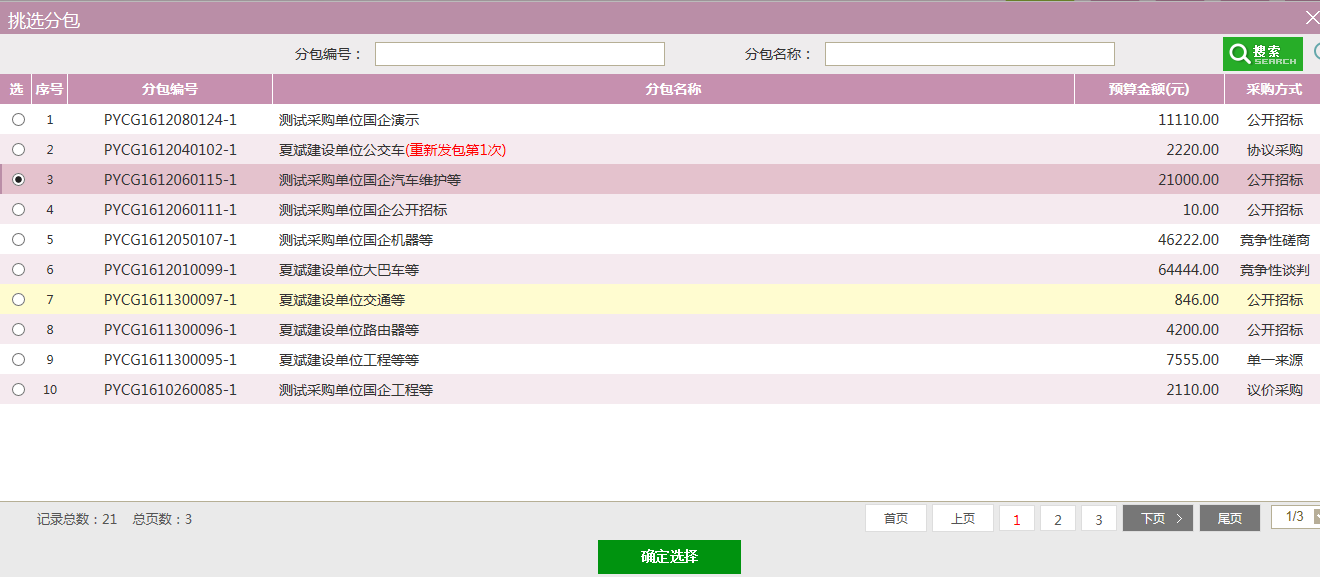 挑选分包
分包编号： 分包名称： 搜索 SEARCH
选 序号 分包编号 分包名称 预算金额(元) 采购方式
1 PYCG1612080124-1 测试采购单位国企演示 11110.00 公开招标
2 PYCG1612040102-1 夏斌建设单位公交车(重新发包第1次) 2220.00 协议采购
3 PYCG1612060115-1 测试采购单位国企汽车维护等 21000.00 公开招标
4 PYCG1612060111-1 测试采购单位国企公开招标 10.00 公开招标
5 PYCG1612050107-1 测试采购单位国企机器等 46222.00 竞争性磋商
6 PYCG1612010099-1 夏斌建设单位大巴车等 64444.00 竞争性谈判
7 PYCG1611300097-1 夏斌建设单位交通等 846.00 公开招标
8 PYCG1611300096-1 夏斌建设单位路由器等 4200.00 公开招标
9 PYCG1611300095-1 夏斌建设单位工程等等 7555.00 单一来源
10 PYCG1610260085-1 测试采购单位国企工程等 2110.00 议价采购
记录总数：21 总页数：3 首页 上页 1 2 3 下页 尾页 1/3
确定选择